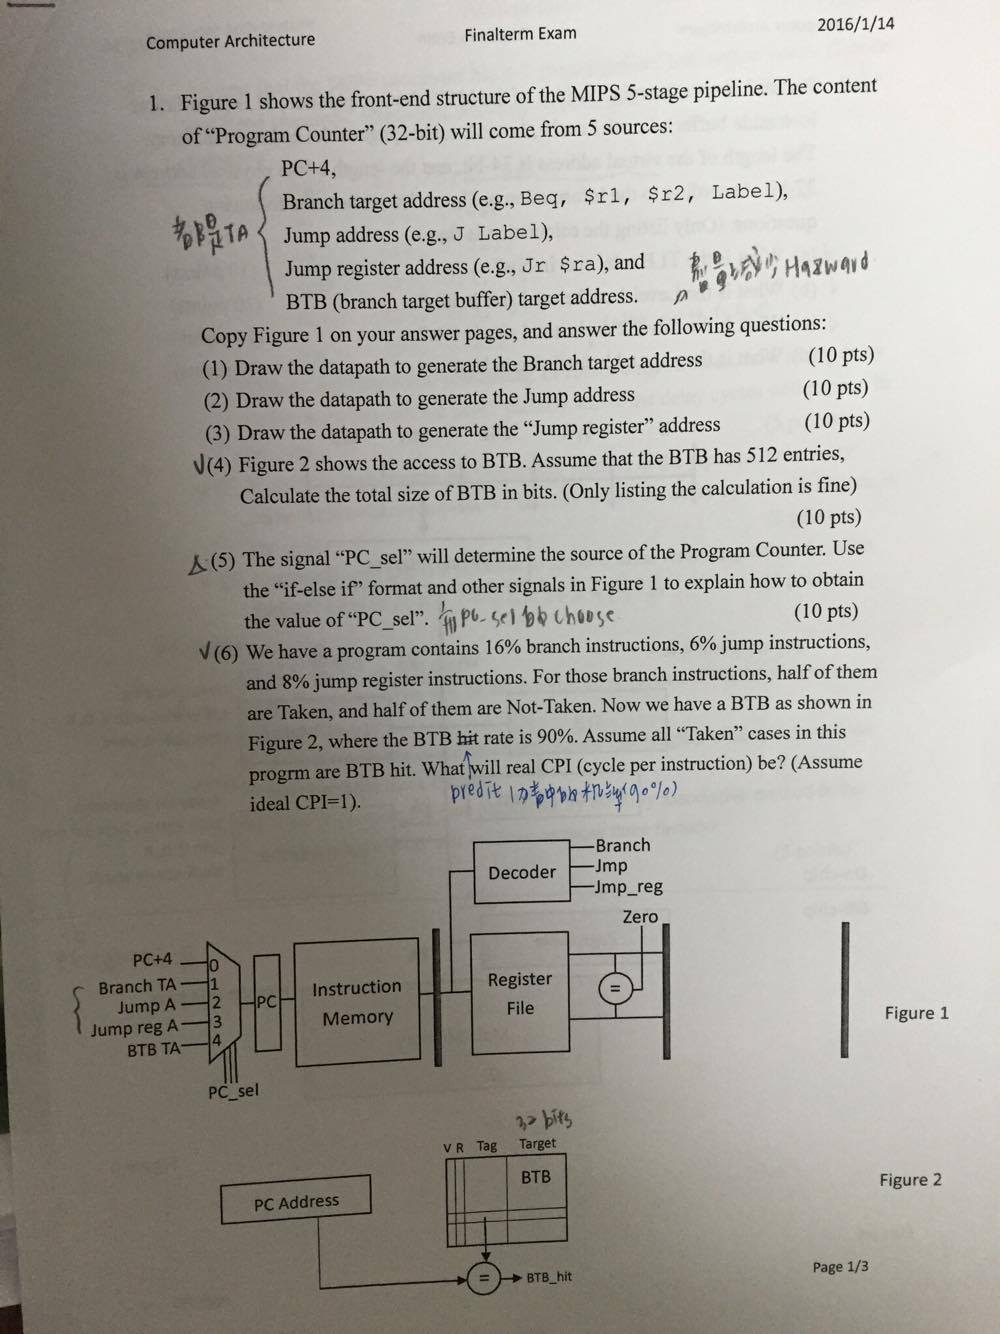 Computer Architecture Finalterm Exam 2016/1/14
1. Figure 1 shows the front-end structure of the MIPS 5-stage pipeline. The content
of "Program Counter" (32-bit) will come from 5 sources:
PC+4,
Branch target address (e.g., Beq, $r1, $r2, Label),
都是TA Jump address (e.g., J Label),
Jump register address (e.g., Jr $ra), and
Hazward
BTB (branch target buffer) target address.
Copy Figure 1 on your answer pages, and answer the following questions:
(1) Draw the datapath to generate the Branch target address (10 pts)
(2) Draw the datapath to generate the Jump address (10 pts)
(3) Draw the datapath to generate the "Jump register" address (10 pts)
(4) Figure 2 shows the access to BTB. Assume that the BTB has 512 entries,
Calculate the total size of BTB in bits. (Only listing the calculation is fine)
(10 pts)
(5) The signal "PC_sel" will determine the source of the Program Counter. Use
the "if-else if" format and other signals in Figure 1 to explain how to obtain
the value of "PC_sel". PC-sel choose (10 pts)
(6) We have a program contains 16% branch instructions, 6% jump instructions,
and 8% jump register instructions. For those branch instructions, half of them
are Taken, and half of them are Not-Taken. Now we have a BTB as shown in
Figure 2, where the BTB hit rate is 90%. Assume all "Taken" cases in this
progrm are BTB hit. What will real CPI (cycle per instruction) be? (Assume
ideal CPI=1). predit (90%)
Decoder
Branch
Jmp
Jmp_reg
Zero
PC+4
Branch TA
Jump A
Jump reg A
BTB TA
0
1
2
3
4
PC_sel
PC
Instruction
Memory
Register
File
=
Figure 1
32 bits
V R Tag Target
BTB
PC Address
Figure 2
=
BTB_hit
Page 1/3